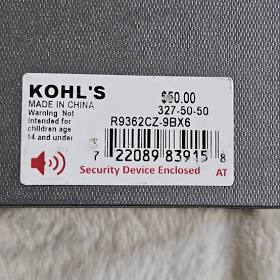 KOHL'S
MADE IN CHINA
Warning Not
intended for
children age
14 and under
$60.00
327-50-50
R9362CZ-9BX6
7 22089 83915 8
Security Device Enclosed AT